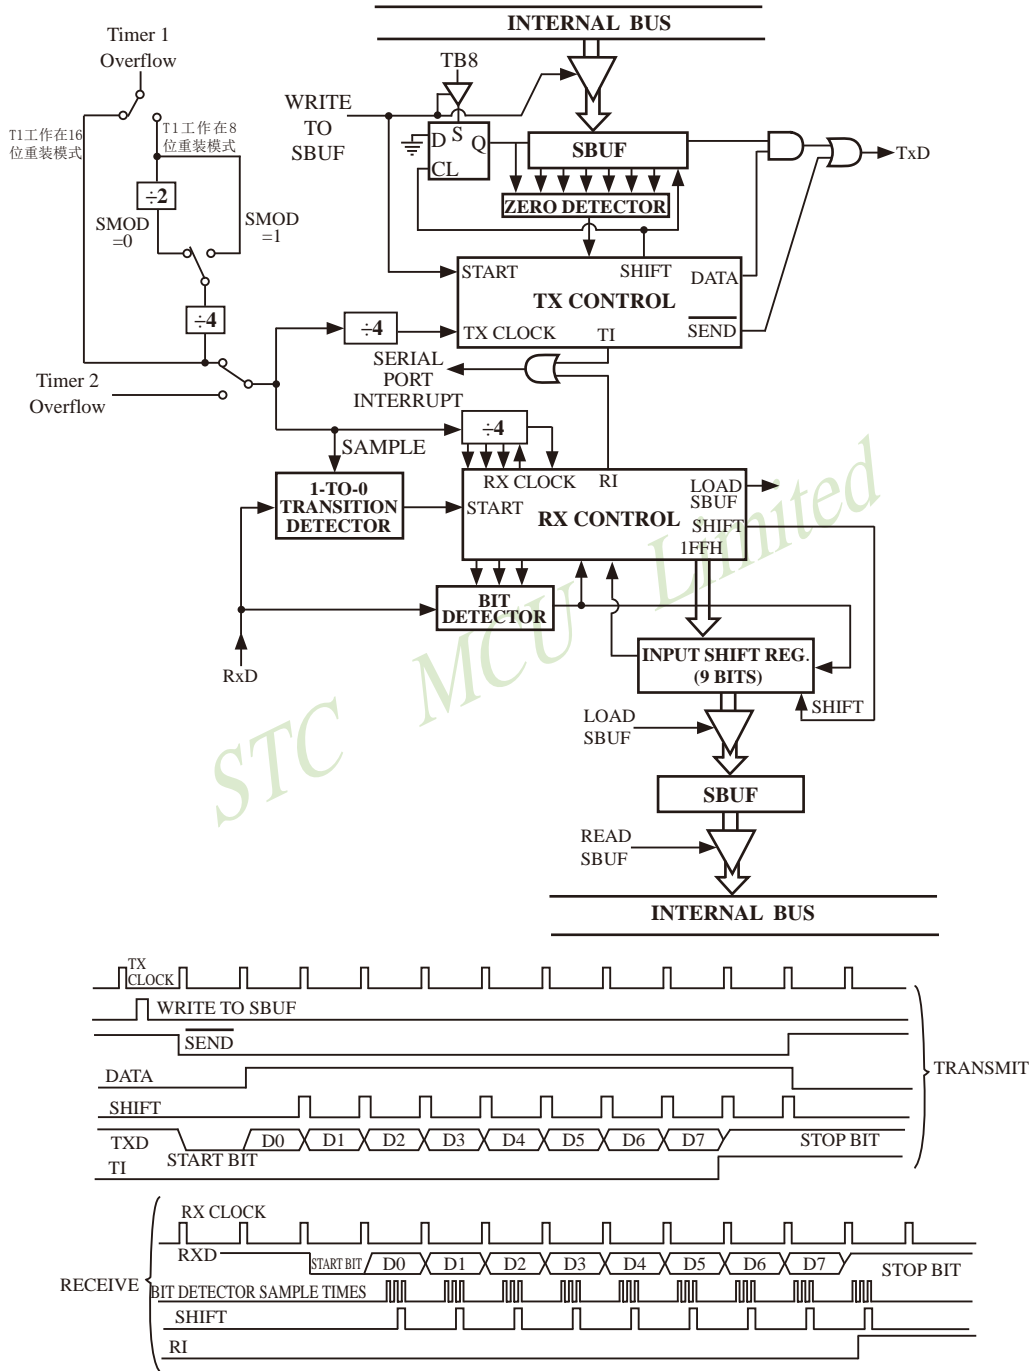 INTERNAL BUS
Timer 1
Overflow
TB8
WRITE
TO
SBUF
T1工作在16
位重装模式
T1工作在8
位重装模式
D S Q
CL
SBUF
TxD
÷2
ZERO DETECTOR
SMOD
=0
SMOD
=1
START
SHIFT
DATA
TX CONTROL
÷4
÷4
TX CLOCK
TI
SEND
SERIAL
PORT
INTERRUPT
Timer 2
Overflow
÷4
SAMPLE
RX CLOCK
RI
LOAD
SBUF
1-TO-0
TRANSITION
DETECTOR
START
RX CONTROL
SHIFT
1FFH
BIT
DETECTOR
RxD
INPUT SHIFT REG.
(9 BITS)
SHIFT
LOAD
SBUF
SBUF
READ
SBUF
INTERNAL BUS
STC MCU Limited
TX
CLOCK
WRITE TO SBUF
SEND
DATA
TRANSMIT
SHIFT
TXD
START BIT
D0 D1 D2 D3 D4 D5 D6 D7
STOP BIT
TI
RX CLOCK
RXD
START BIT
D0 D1 D2 D3 D4 D5 D6 D7
STOP BIT
RECEIVE
BIT DETECTOR SAMPLE TIMES
SHIFT
RI